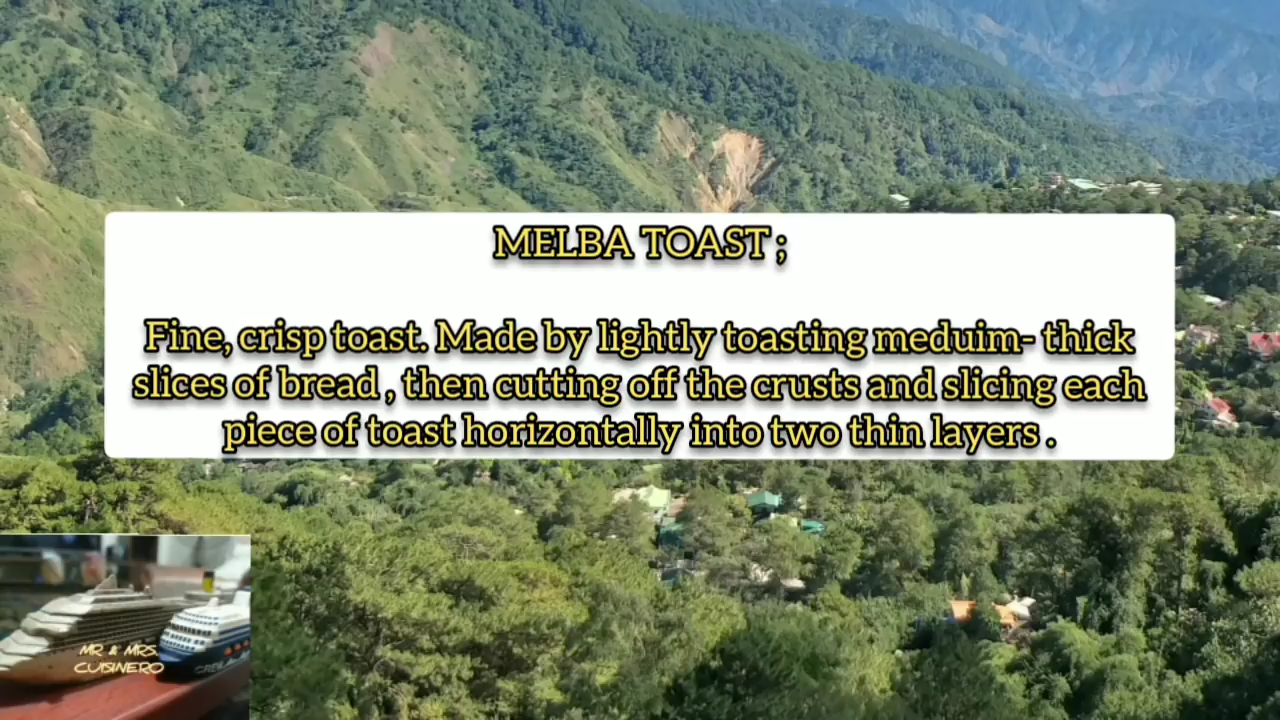 MELBA TOAST ;
Fine, crisp toast. Made by lightly toasting meduim- thick
slices of bread , then cutting off the crusts and slicing each
piece of toast horizontally into two thin layers .
MR & MRS.
CUISINERO